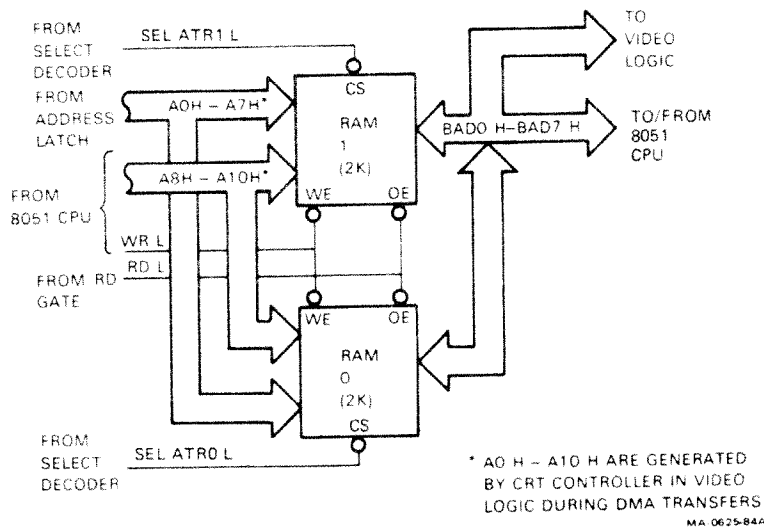 FROM
SELECT
DECODER
SEL ATR1 L
FROM
ADDRESS
LATCH
A0H – A7H*
FROM
8051 CPU
A8H – A10H*
WR L
RD L
FROM RD
GATE
CS
RAM
1
(2K)
WE
OE
BAD0 H–BAD7 H
TO
VIDEO
LOGIC
TO/FROM
8051
CPU
WE
OE
RAM
0
(2K)
CS
FROM
SELECT
DECODER
SEL ATR0 L
* A0 H – A10 H ARE GENERATED
BY CRT CONTROLLER IN VIDEO
LOGIC DURING DMA TRANSFERS
MA-0625-84A